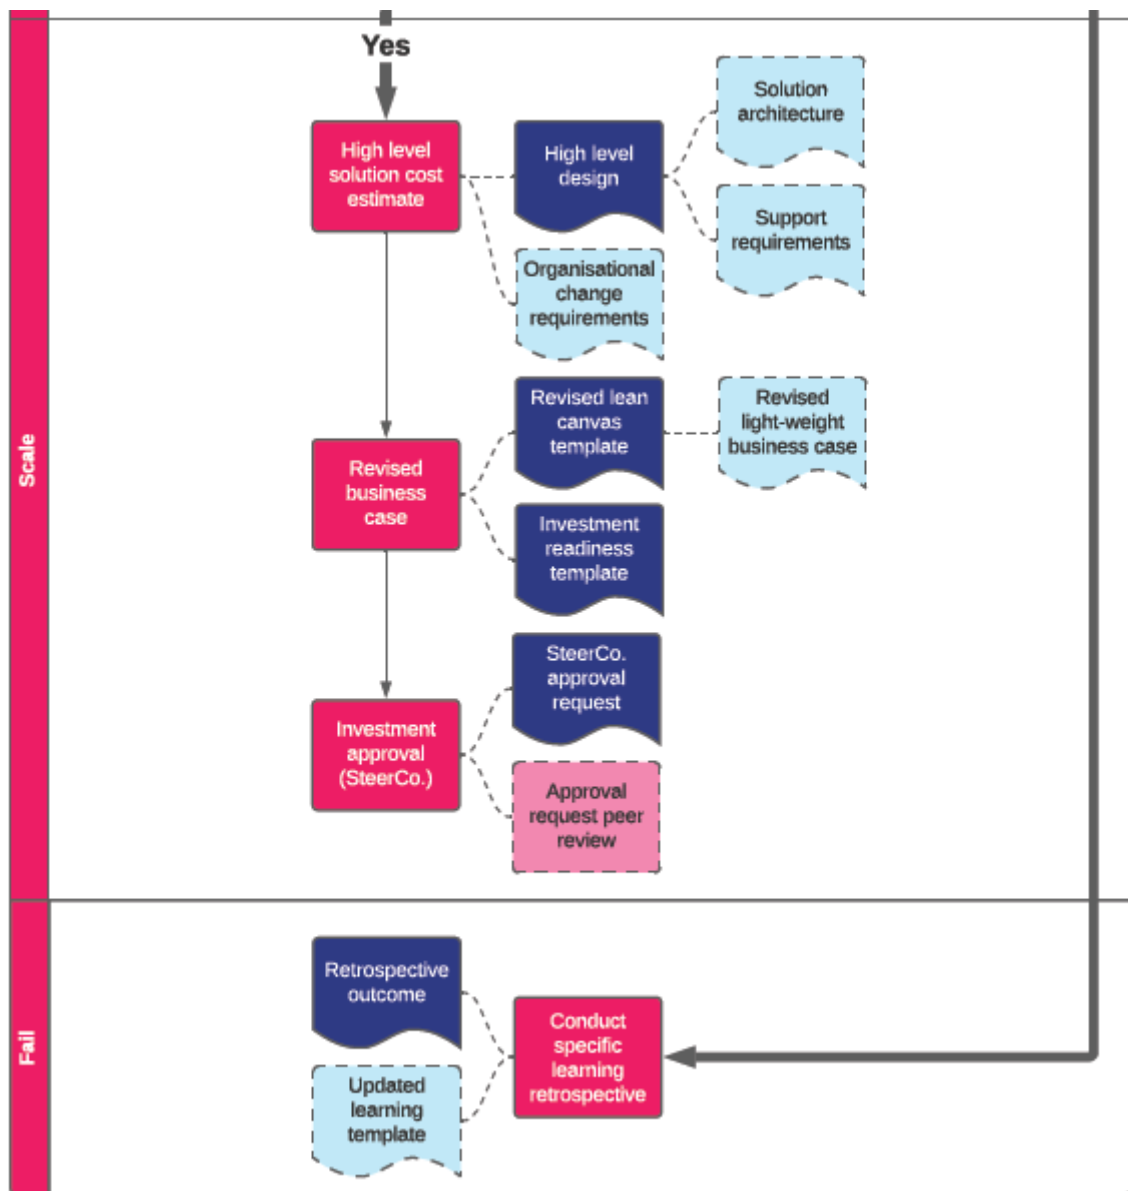 Yes
Scale
High level
solution cost
estimate
High level
design
Solution
architecture
Support
requirements
Organisational
change
requirements
Revised
business
case
Revised lean
canvas
template
Revised
light-weight
business case
Investment
readiness
template
Investment
approval
(SteerCo.)
SteerCo.
approval
request
Approval
request peer
review
Fail
Retrospective
outcome
Updated
learning
template
Conduct
specific
learning
retrospective